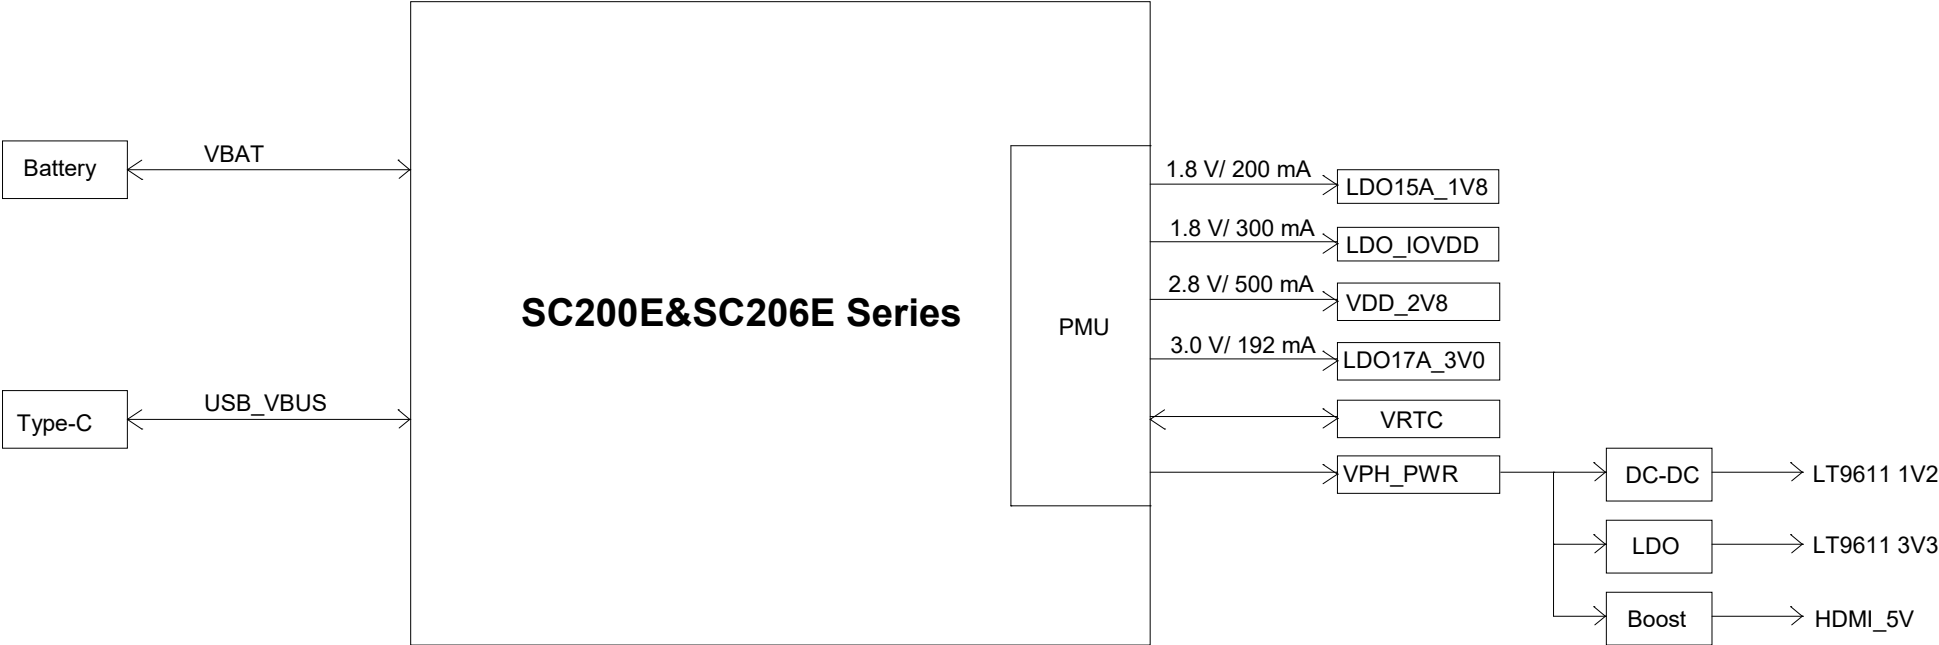 Battery
VBAT
Type-C
USB_VBUS
SC200E&SC206E Series
PMU
1.8 V/ 200 mA
LDO15A_1V8
1.8 V/ 300 mA
LDO_IOVDD
2.8 V/ 500 mA
VDD_2V8
3.0 V/ 192 mA
LDO17A_3V0
VRTC
VPH_PWR
DC-DC
LT9611 1V2
LDO
LT9611 3V3
Boost
HDMI_5V